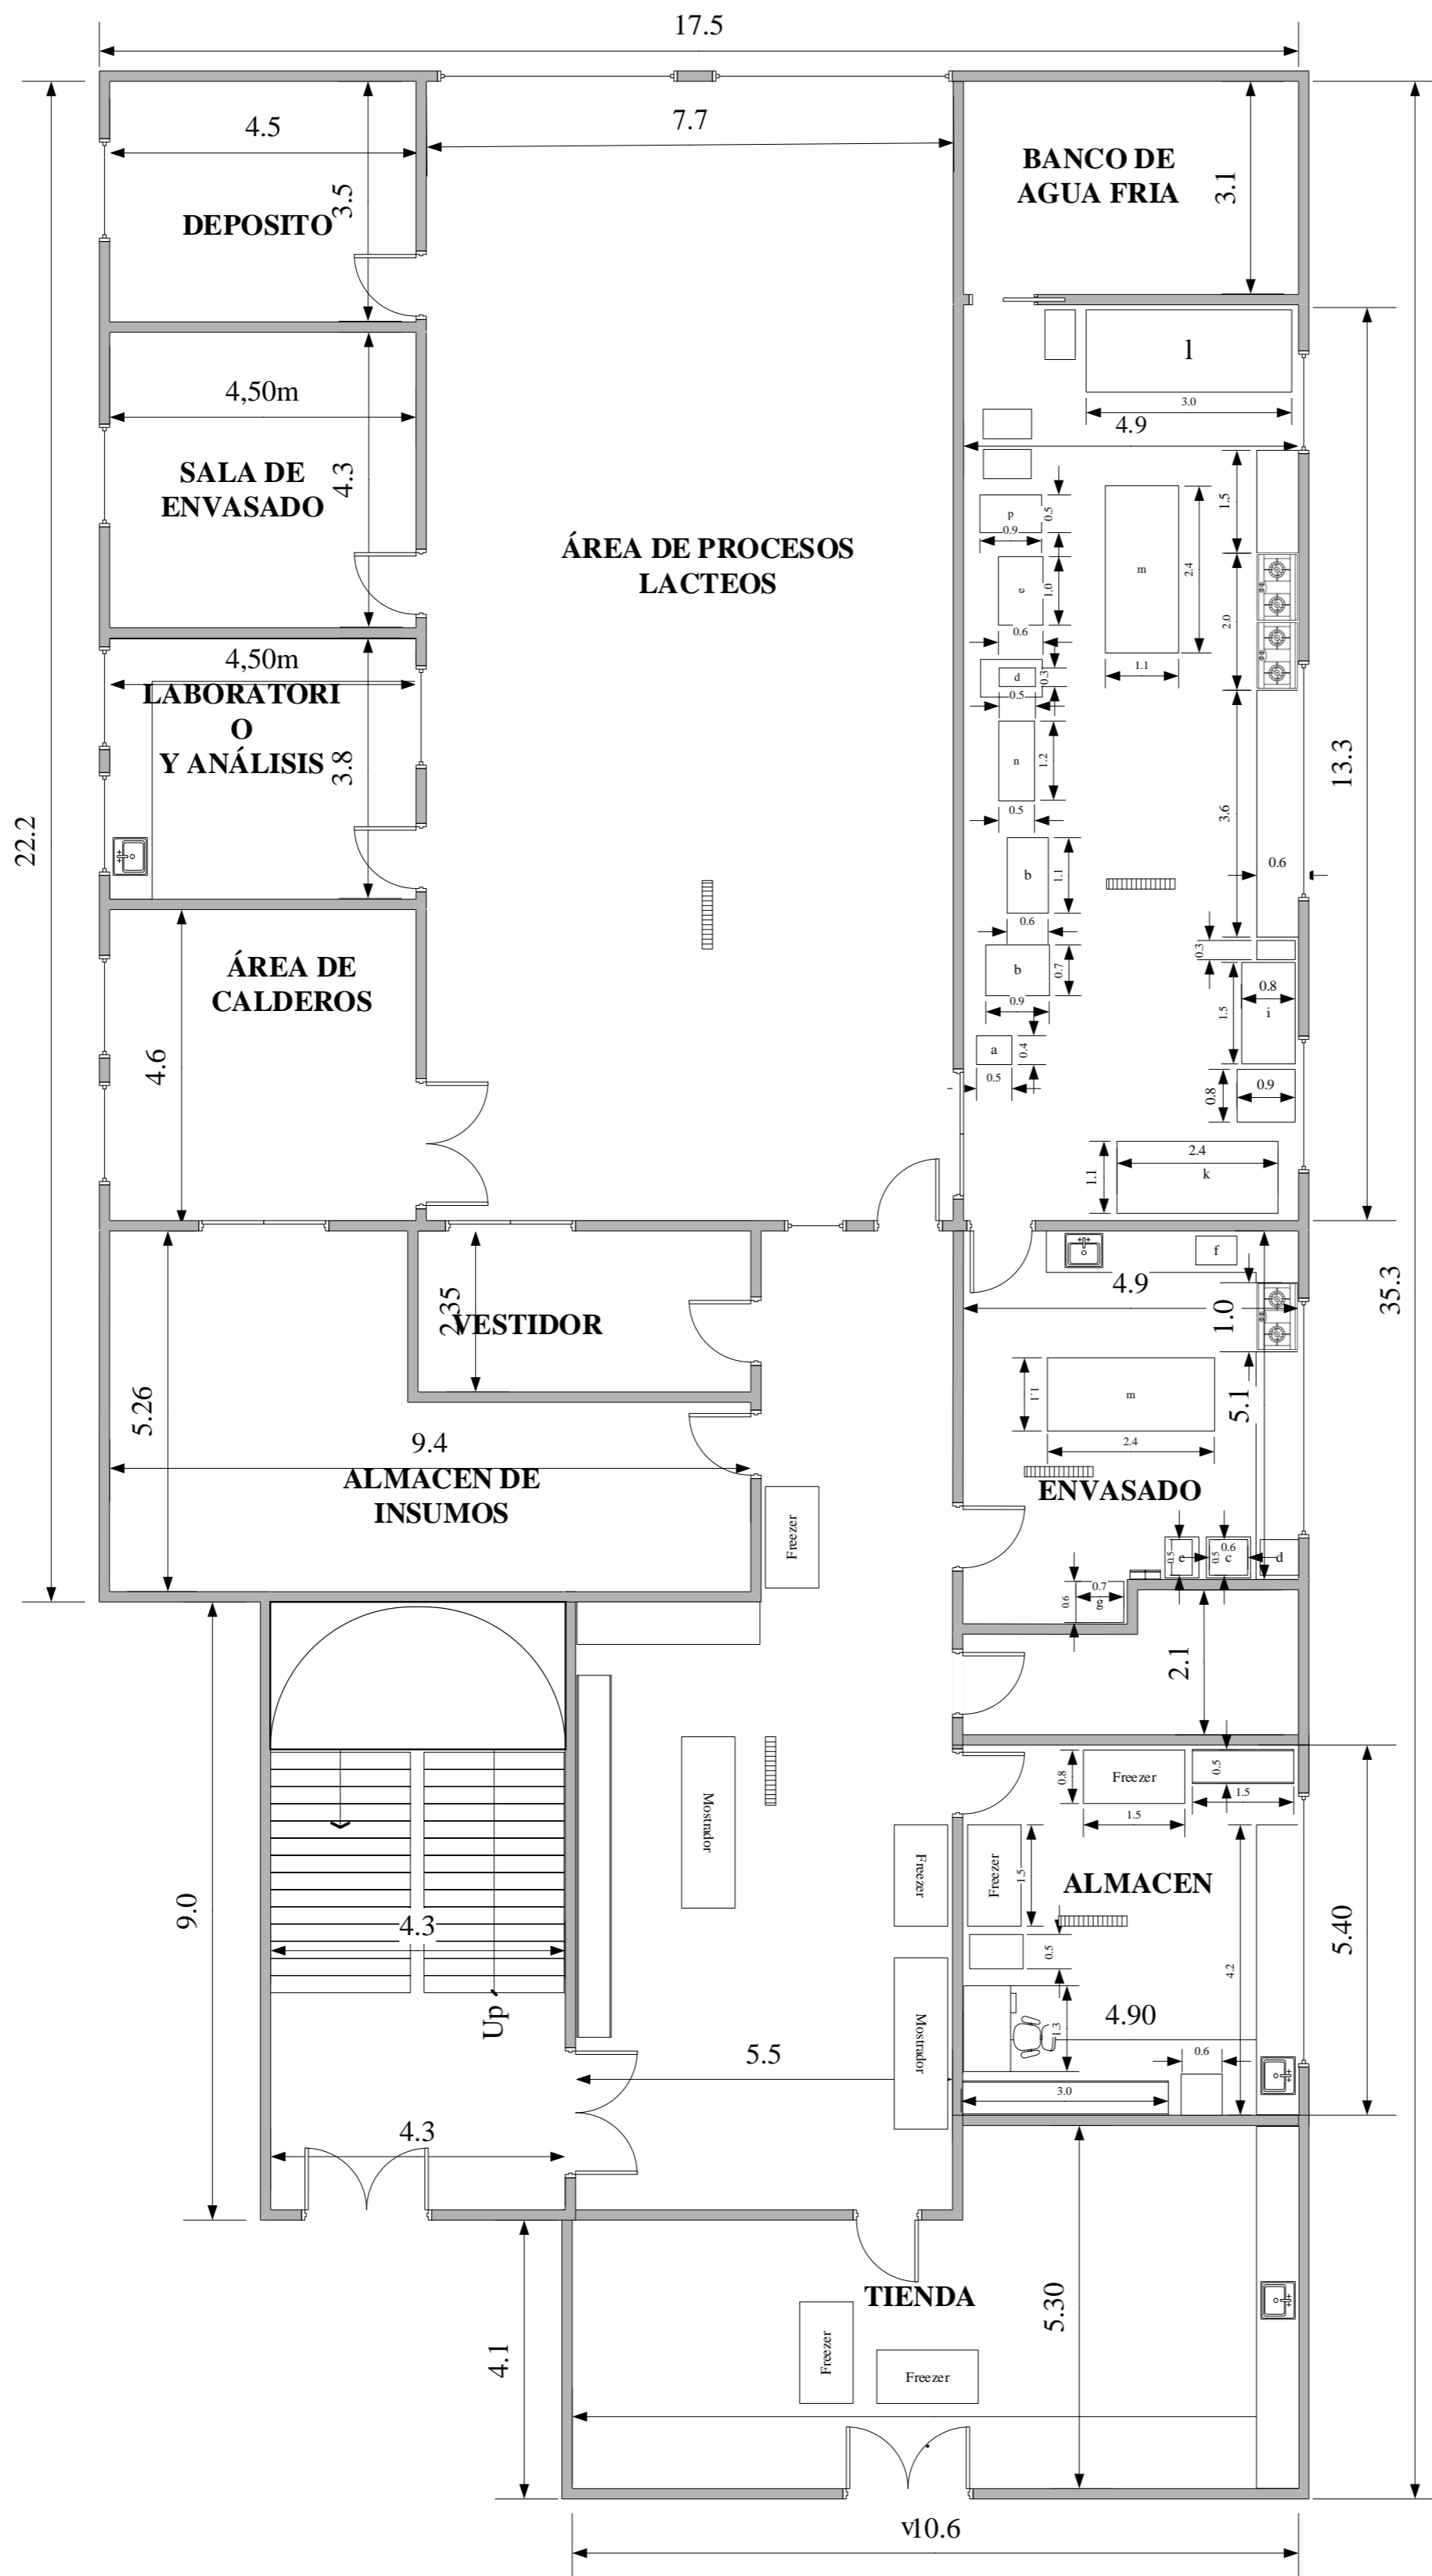 17.5
4.5
7.7
BANCO DE
AGUA FRIA
3.1
3.5
DEPOSITO
l
3.0
4,50m
4.9
SALA DE
ENVASADO
4.3
1.5
p
0.5
0.9
ÁREA DE PROCESOS
LACTEOS
m
2.4
e
1.0
2.0
0.6
1.1
4,50m
LABORATORI
O
Y ANÁLISIS
3.8
d
0.3
0.5
n
1.2
13.3
0.5
3.6
22.2
0.6
b
1.1
0.6
0.3
ÁREA DE
CALDEROS
b
0.7
0.9
0.8
i
1.5
4.6
a
0.4
0.5
0.9
0.8
2.4
k
1.1
f
4.9
35.3
2.35
VESTIDOR
1.0
5.26
m
1.1
5.1
2.4
9.4
ALMACEN DE
INSUMOS
ENVASADO
Freezer
e
0.5
c
0.6
0.5
d
0.7
g
0.6
2.1
0.8
Freezer
0.5
1.5
1.5
Mostrador
Freezer
Freezer
1.5
ALMACEN
9.0
4.3
0.5
4.2
5.40
Up
Mostrador
1.3
4.90
5.5
0.6
3.0
4.3
TIENDA
5.30
4.1
Freezer
Freezer
v10.6